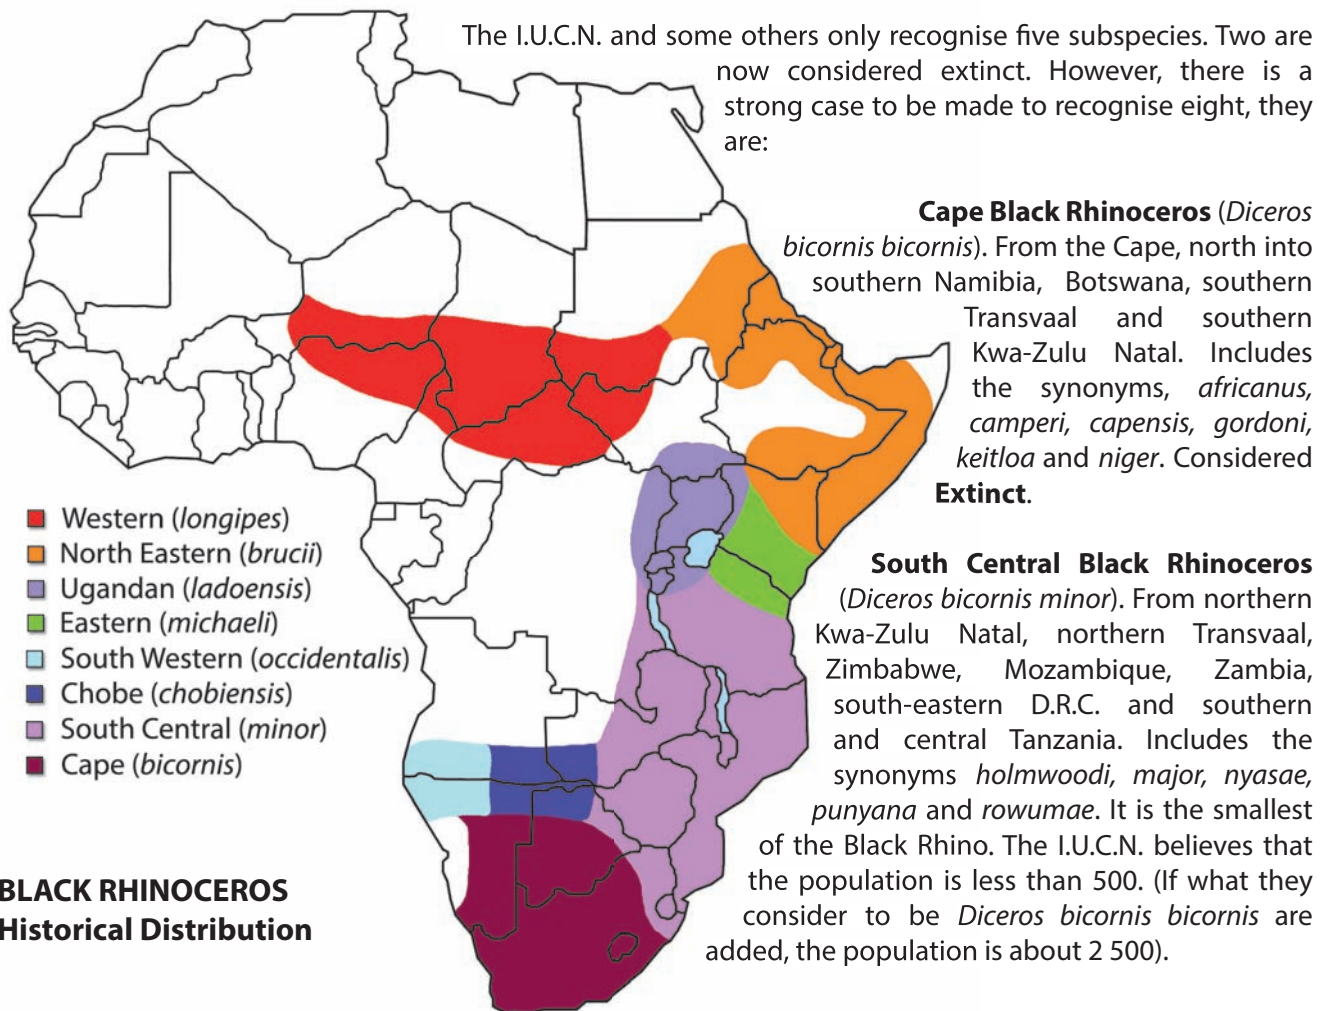 The I.U.C.N. and some others only recognise five subspecies. Two are
now considered extinct. However, there is a
strong case to be made to recognise eight, they
are:
Cape Black Rhinoceros (Diceros
bicornis bicornis). From the Cape, north into
southern Namibia, Botswana, southern
Transvaal and southern
Kwa-Zulu Natal. Includes
the synonyms, africanus,
camperi, capensis, gordoni,
keitloa and niger. Considered
Extinct.
South Central Black Rhinoceros
(Diceros bicornis minor). From northern
Kwa-Zulu Natal, northern Transvaal,
Zimbabwe, Mozambique, Zambia,
south-eastern D.R.C. and southern
and central Tanzania. Includes the
synonyms holmwoodi, major, nyasae,
punyana and rowumae. It is the smallest
of the Black Rhino. The I.U.C.N. believes that
the population is less than 500. (If what they
consider to be Diceros bicornis bicornis are
added, the population is about 2 500).
Western (longipes)
North Eastern (brucii)
Ugandan (ladoensis)
Eastern (michaeli)
South Western (occidentalis)
Chobe (chobiensis)
South Central (minor)
Cape (bicornis)
BLACK RHINOCEROS
Historical Distribution